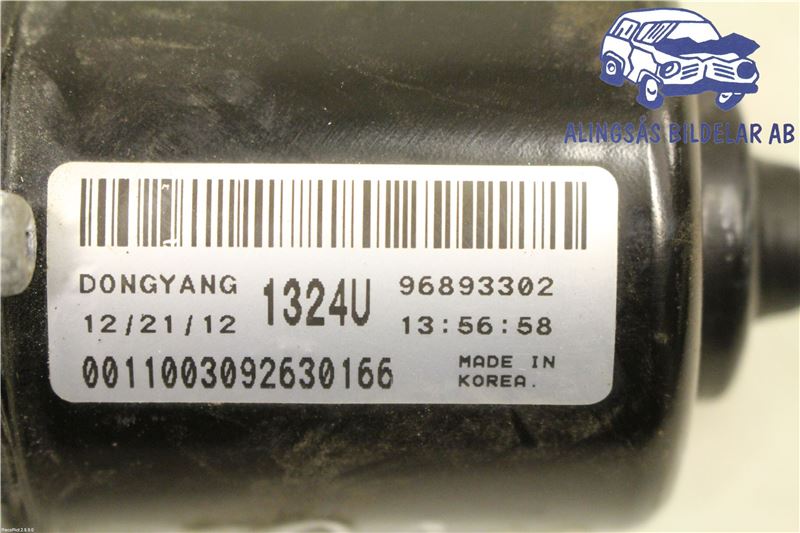 ALINGSÅS BILDELAR AB
DONGYANG 1324U 96893302
12/21/12 13:56:58
0011003092630166
MADE IN
KOREA.